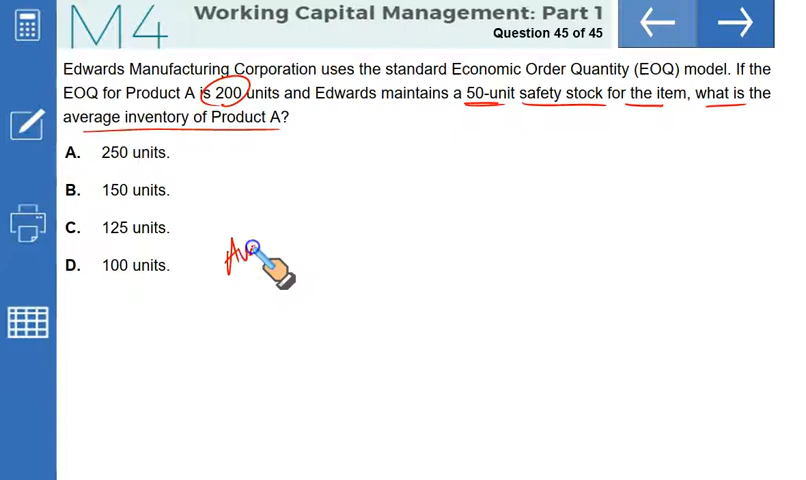 M4
Working Capital Management: Part 1
Question 45 of 45
Edwards Manufacturing Corporation uses the standard Economic Order Quantity (EOQ) model. If the
EOQ for Product A is 200 units and Edwards maintains a 50-unit safety stock for the item, what is the
average inventory of Product A?
A. 250 units.
B. 150 units.
C. 125 units.
D. 100 units.
Av